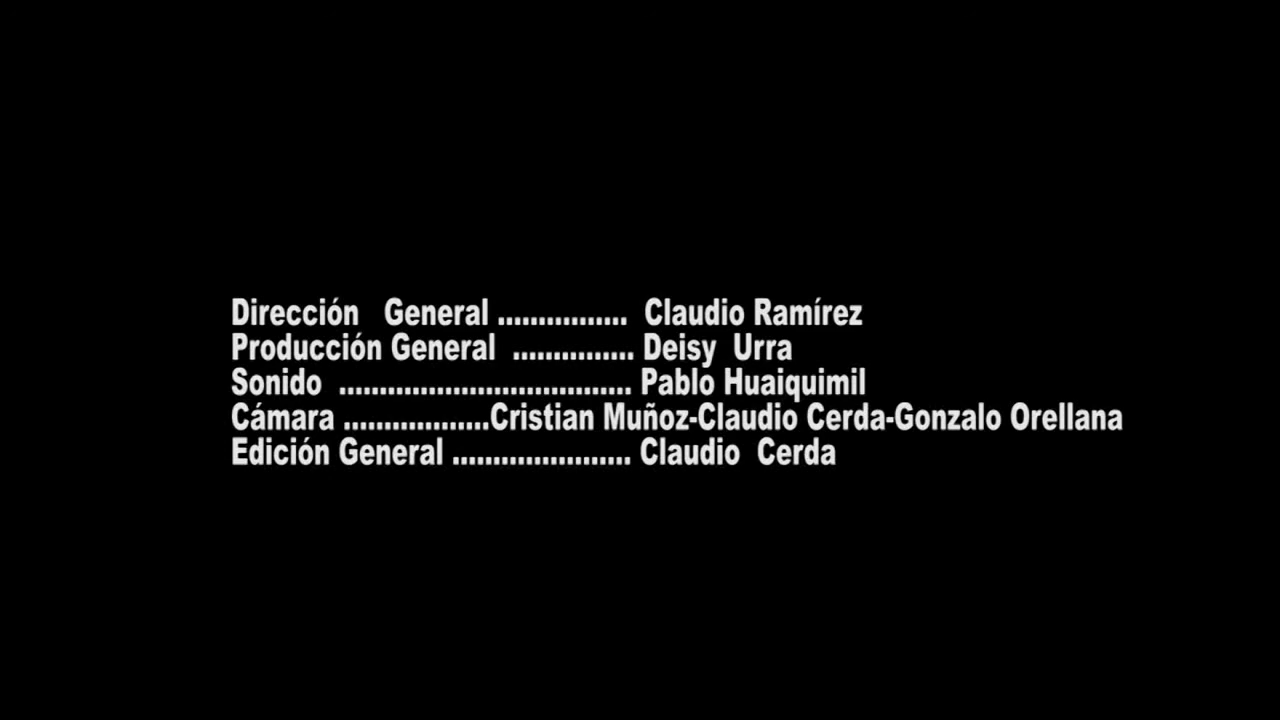 Dirección General ................ Claudio Ramírez
Producción General ............... Deisy Urra
Sonido .................................... Pablo Huaiquimil
Cámara ..................Cristian Muñoz-Claudio Cerda-Gonzalo Orellana
Edición General ...................... Claudio Cerda